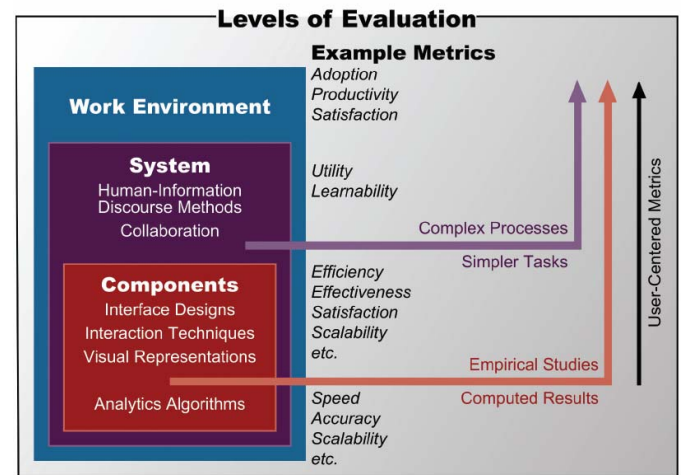 Levels of Evaluation
Example Metrics
Work Environment
Adoption
Productivity
Satisfaction
System
Human-Information
Discourse Methods
Collaboration
Utility
Learnability
Complex Processes
Simpler Tasks
Components
Interface Designs
Interaction Techniques
Visual Representations
Analytics Algorithms
Efficiency
Effectiveness
Satisfaction
Scalability
etc.
Empirical Studies
Computed Results
Speed
Accuracy
Scalability
etc.
User-Centered Metrics